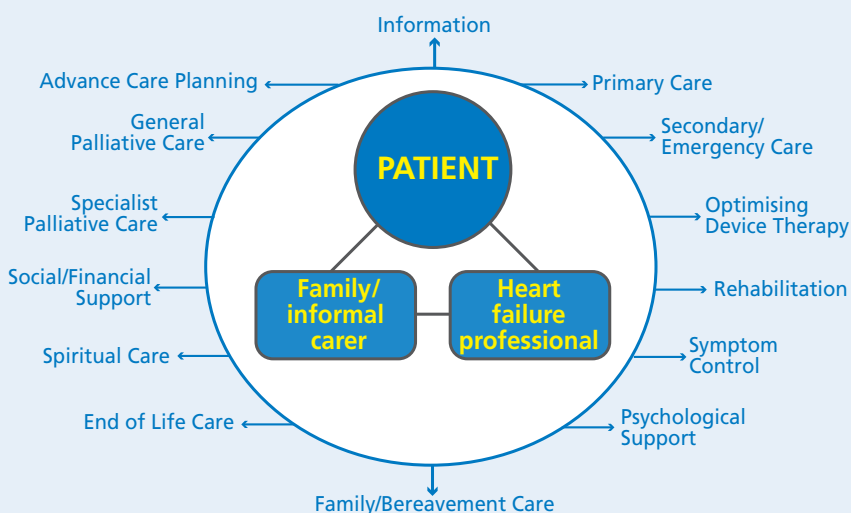 Information
Advance Care Planning
Primary Care
General
Palliative Care
Secondary/
Emergency Care
PATIENT
Specialist
Palliative Care
Optimising
Device Therapy
Social/Financial
Support
Family/
informal
carer
Heart
failure
professional
Rehabilitation
Spiritual Care
Symptom
Control
End of Life Care
Psychological
Support
Family/Bereavement Care